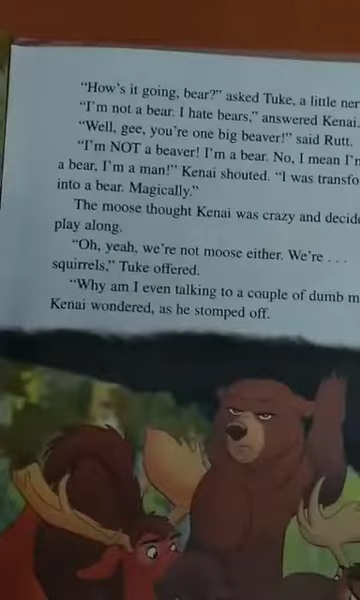 “How’s it going, bear?” asked Tuke, a little
“I’m not a bear. I hate bears,” answered Kenai.
“Well, gee, you’re one big beaver!” said Rutt.
“I’m NOT a beaver! I’m a bear. No, I mean
a bear, I’m a man!” Kenai shouted. “I was
into a bear. Magically.”
The moose thought Kenai was crazy and
play along.
“Oh, yeah, we’re not moose either. We’re . . .
squirrels,” Tuke offered.
“Why am I even talking to a couple of dumb
Kenai wondered, as he stomped off.